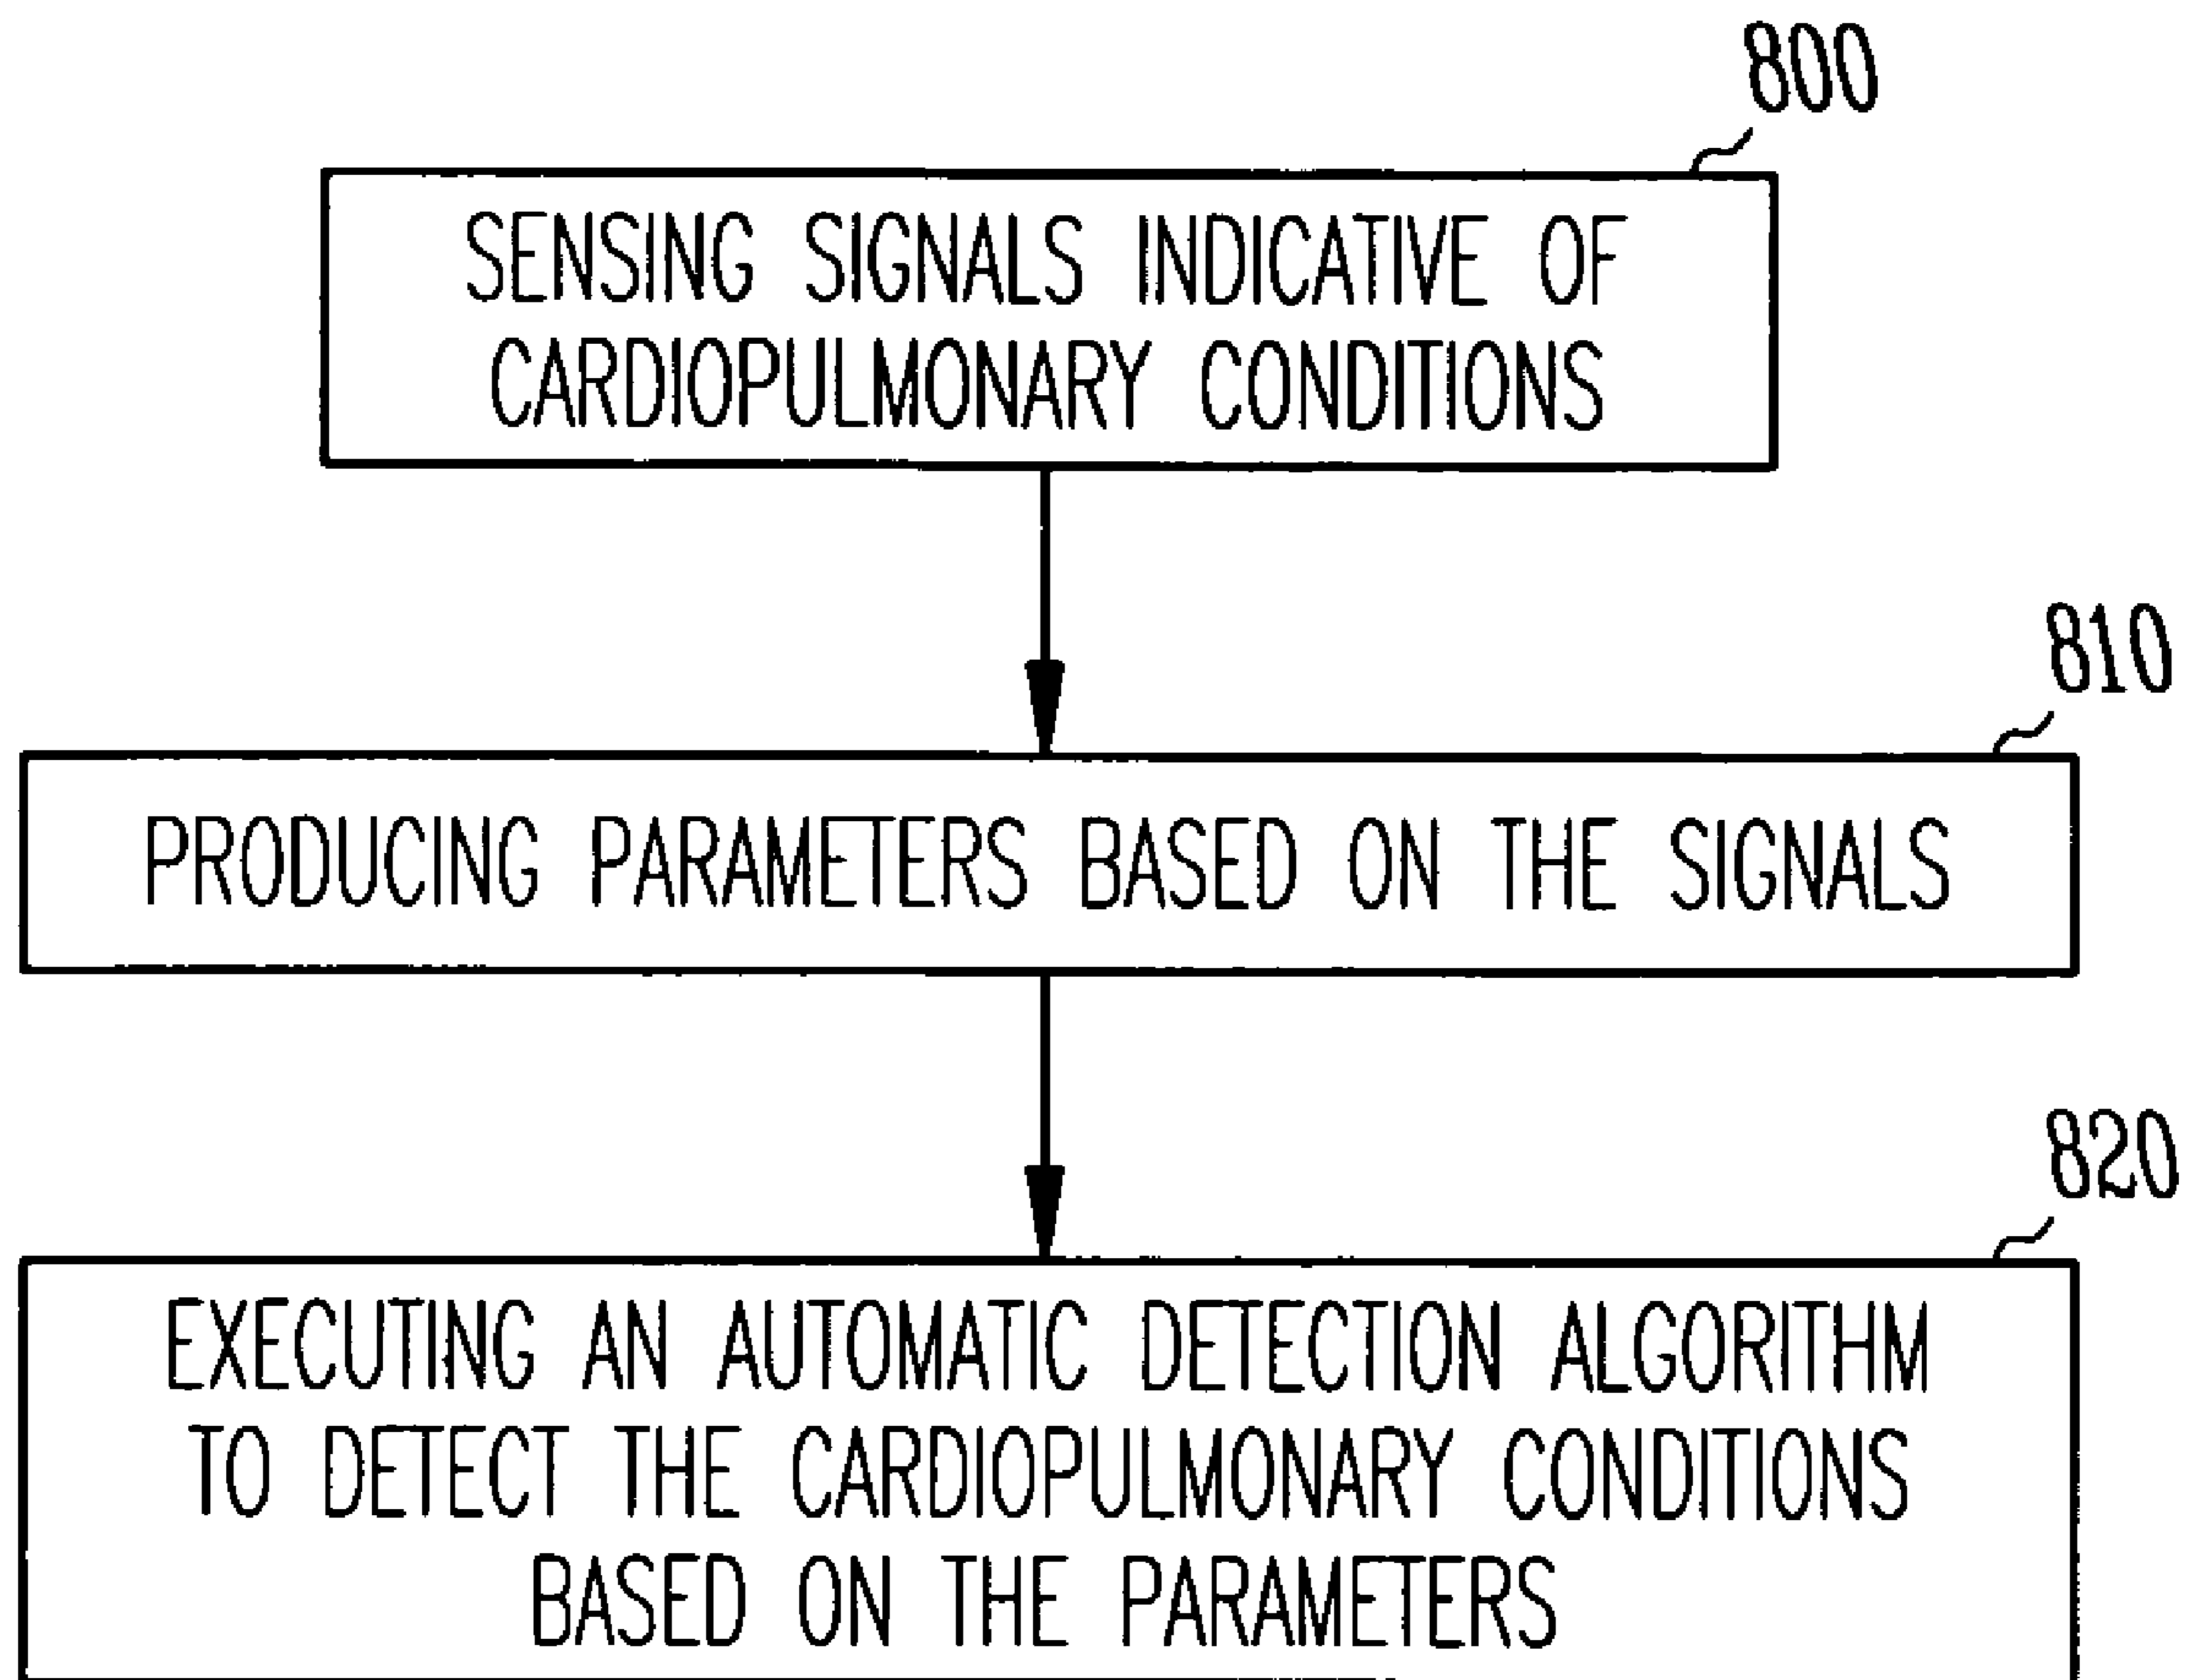 800
SENSING SIGNALS INDICATIVE OF
CARDIOPULMONARY CONDITIONS
810
PRODUCING PARAMETERS BASED ON THE SIGNALS
820
EXECUTING AN AUTOMATIC DETECTION ALGORITHM
TO DETECT THE CARDIOPULMONARY CONDITIONS
BASED ON THE PARAMETERS